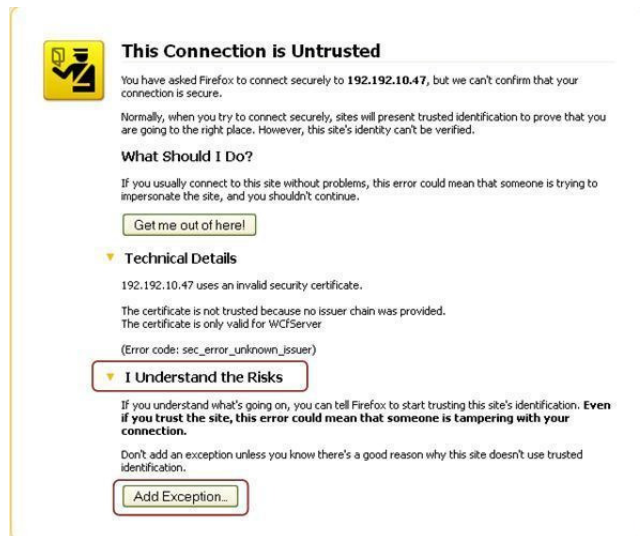 This Connection is Untrusted
You have asked Firefox to connect securely to 192.192.10.47, but we can't confirm that your
connection is secure.
Normally, when you try to connect securely, sites will present trusted identification to prove that you
are going to the right place. However, this site's identity can't be verified.
What Should I Do?
If you usually connect to this site without problems, this error could mean that someone is trying to
impersonate the site, and you shouldn't continue.
Get me out of here!
Technical Details
192.192.10.47 uses an invalid security certificate.
The certificate is not trusted because no issuer chain was provided.
The certificate is only valid for WCfServer
(Error code: sec_error_unknown_issuer)
I Understand the Risks
If you understand what's going on, you can tell Firefox to start trusting this site's identification. Even
if you trust the site, this error could mean that someone is tampering with your
connection.
Don't add an exception unless you know there's a good reason why this site doesn't use trusted
identification.
Add Exception...